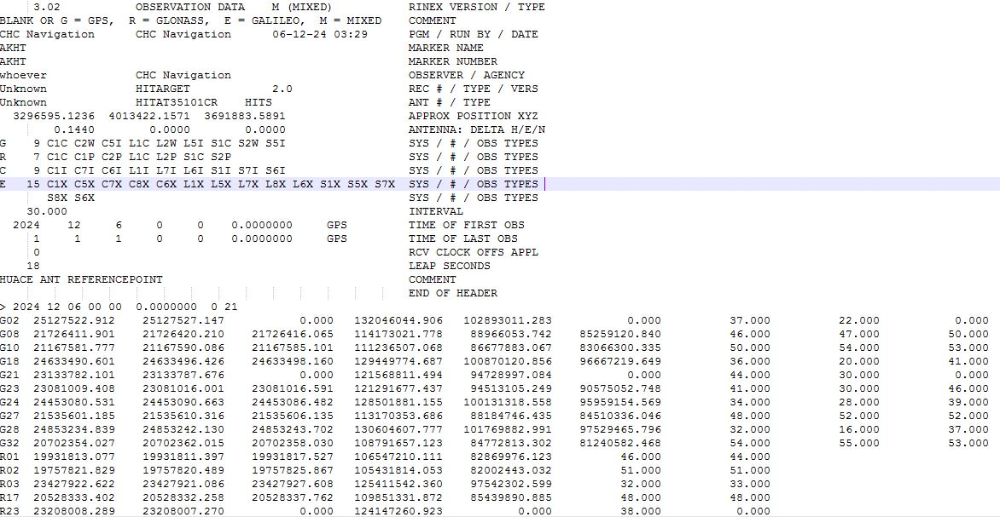 3.02           OBSERVATION DATA    M (MIXED)           RINEX VERSION / TYPE
BLANK OR G = GPS,  R = GLONASS,  E = GALILEO,  M = MIXED    COMMENT
CHC Navigation      CHC Navigation      06-12-24 03:29      PGM / RUN BY / DATE
AKHT                                                        MARKER NAME
AKHT                                                        MARKER NUMBER
whoever             CHC Navigation                          OBSERVER / AGENCY
Unknown             HITARGET            2.0                 REC # / TYPE / VERS
Unknown             HITAT35101CR    HITS                    ANT # / TYPE
  3296595.1236  4013422.1571  3691883.5891                  APPROX POSITION XYZ
        0.1440        0.0000        0.0000                  ANTENNA: DELTA H/E/N
G    9 C1C C2W C5I L1C L2W L5I S1C S2W S5I                  SYS / # / OBS TYPES
R    7 C1C C1P C2P L1C L2P S1C S2P                          SYS / # / OBS TYPES
C    9 C1I C7I C6I L1I L7I L6I S1I S7I S6I                  SYS / # / OBS TYPES
E   15 C1X C5X C7X C8X C6X L1X L5X L7X L8X L6X S1X S5X S7X  SYS / # / OBS TYPES
       S8X S6X                                              SYS / # / OBS TYPES
    30.000                                                  INTERVAL
  2024    12     6     0     0    0.0000000     GPS         TIME OF FIRST OBS
     1     1     1     0     0    0.0000000     GPS         TIME OF LAST OBS
     0                                                      RCV CLOCK OFFS APPL
    18                                                      LEAP SECONDS
HUACE ANT REFERENCEPOINT                                    COMMENT
                                                            END OF HEADER
> 2024 12 06 00 00  0.0000000  0 21
G02  25127522.912    25127527.147           0.000   132046044.906   102893011.283           0.000          37.000          22.000           0.000
G08  21726411.901    21726420.210    21726416.065   114173021.778    88966053.742    85259120.840          46.000          47.000          50.000
G10  21167581.777    21167590.086    21167585.101   111236507.068    86677883.067    83066300.335          50.000          54.000          53.000
G18  24633490.601    24633496.426    24633498.160   129449774.687   100870120.856    96667219.649          36.000          20.000          41.000
G21  23133782.101    23133787.676           0.000   121568811.494    94728997.084           0.000          44.000          30.000           0.000
G23  23081009.408    23081016.001    23081016.591   121291677.437    94513105.249    90575052.748          41.000          30.000          46.000
G24  24453080.531    24453090.663    24453086.482   128501881.155   100131318.558    95959154.569          34.000          28.000          39.000
G27  21535601.185    21535610.316    21535606.135   113170353.686    88184746.435    84510336.046          48.000          52.000          52.000
G28  24853234.839    24853242.130    24853243.702   130604607.777   101769882.991    97529465.796          32.000          16.000          37.000
G32  20702354.027    20702362.015    20702358.030   108791657.123    84772813.302    81240582.468          54.000          55.000          53.000
R01  19931813.077    19931811.397    19931817.527   106547210.111    82869976.123          46.000          44.000
R02  19757821.829    19757820.489    19757825.867   105431814.053    82002443.032          51.000          51.000
R03  23427922.622    23427921.086    23427927.608   125411542.360    97542302.599          32.000          33.000
R17  20528333.402    20528332.258    20528337.762   109851331.872    85439890.885          48.000          48.000
R23  23208008.289    23208007.270           0.000   124147260.923           0.000          38.000           0.000